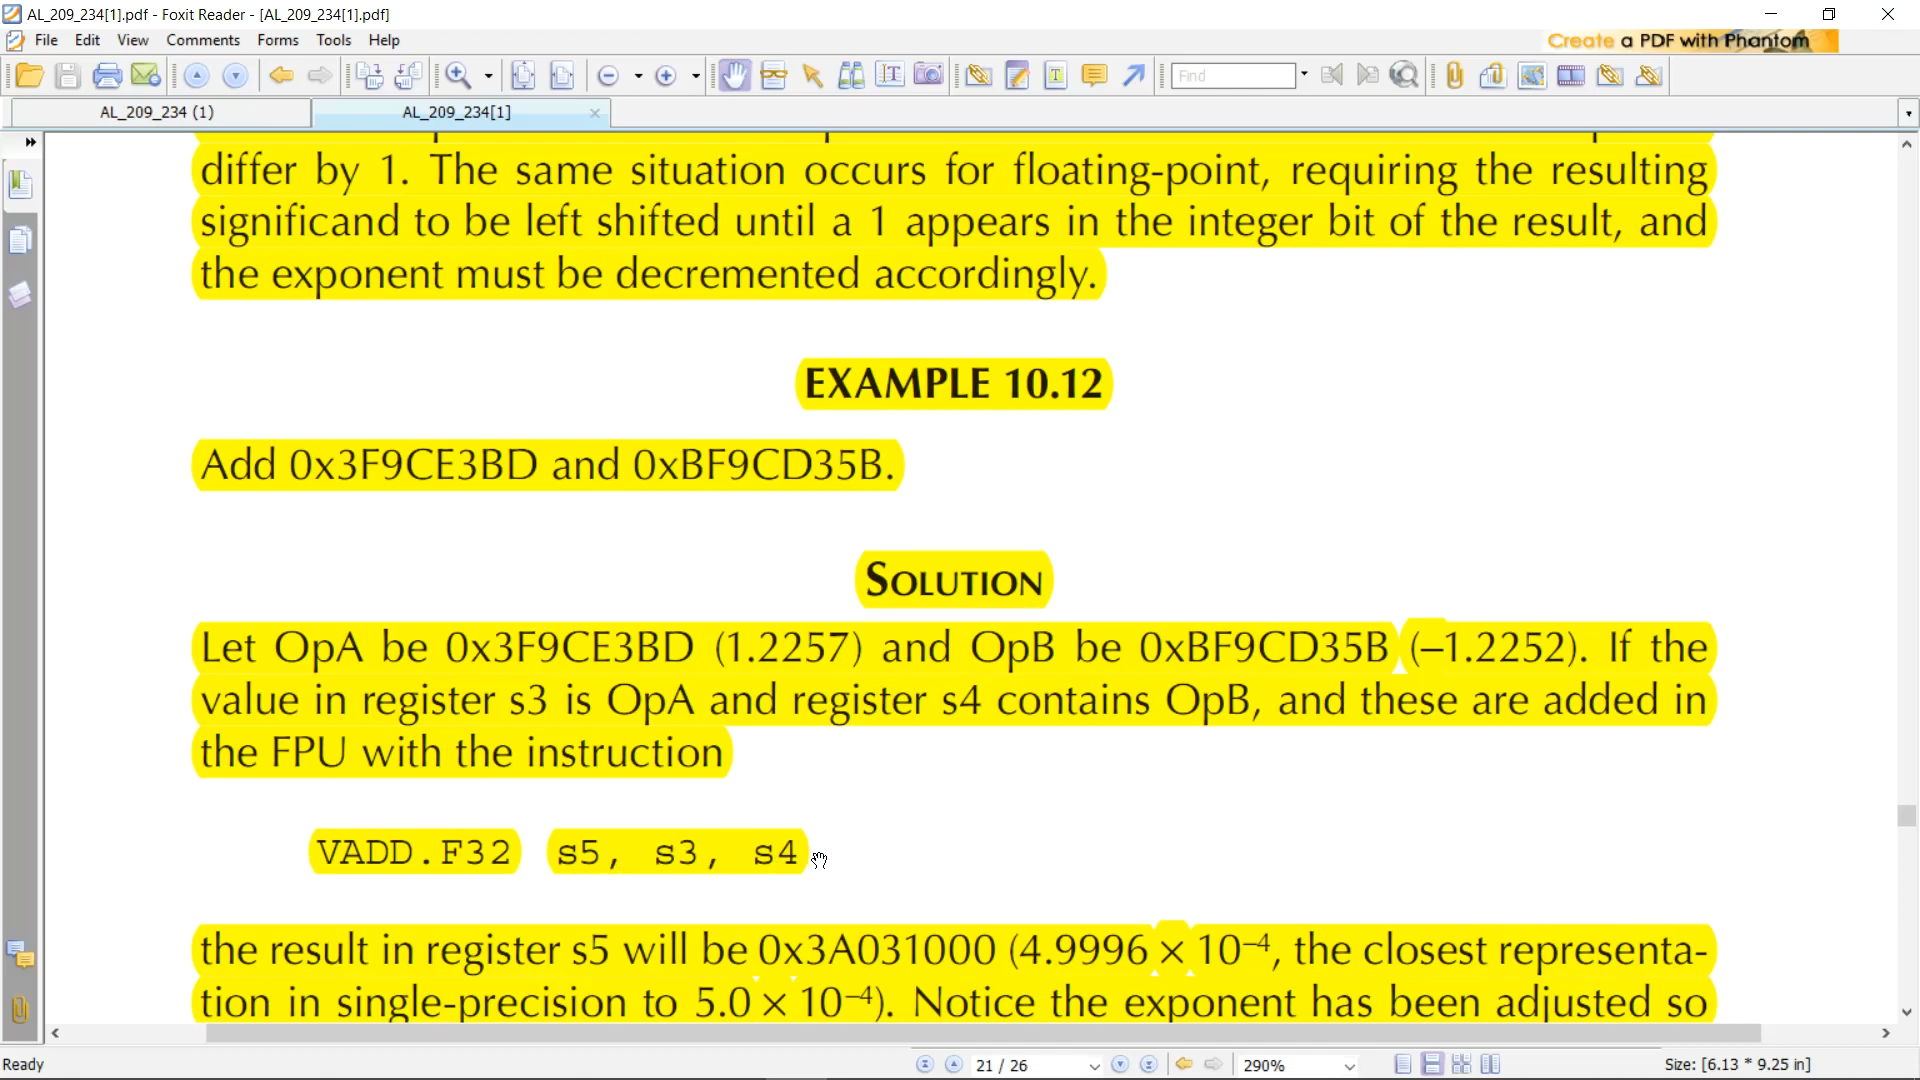 AL_209_234[1].pdf - Foxit Reader - [AL_209_234[1].pdf]
File Edit View Comments Forms Tools Help
Create a PDF with Phantom
Find
AL_209_234 (1) AL_209_234[1]
differ by 1. The same situation occurs for floating-point, requiring the resulting
significand to be left shifted until a 1 appears in the integer bit of the result, and
the exponent must be decremented accordingly.
EXAMPLE 10.12
Add 0x3F9CE3BD and 0xBF9CD35B.
SOLUTION
Let OpA be 0x3F9CE3BD (1.2257) and OpB be 0xBF9CD35B (–1.2252). If the
value in register s3 is OpA and register s4 contains OpB, and these are added in
the FPU with the instruction
VADD.F32 s5, s3, s4
the result in register s5 will be 0x3A031000 (4.9996 × 10–4, the closest representa-
tion in single-precision to 5.0 × 10–4). Notice the exponent has been adjusted so
Ready 21 / 26 290% Size: [6.13 * 9.25 in]